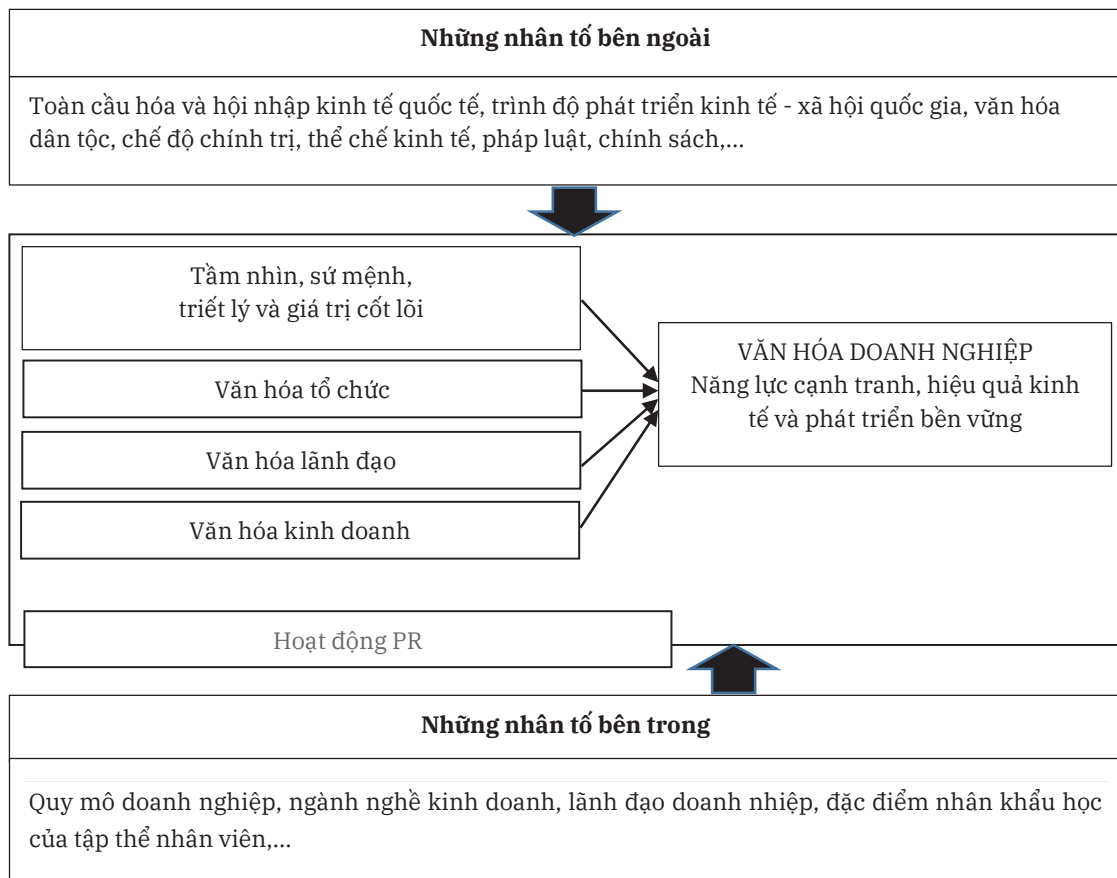 Những nhân tố bên ngoài
Toàn cầu hóa và hội nhập kinh tế quốc tế, trình độ phát triển kinh tế - xã hội quốc gia, văn hóa
dân tộc, chế độ chính trị, thể chế kinh tế, pháp luật, chính sách,...
Tầm nhìn, sứ mệnh,
triết lý và giá trị cốt lõi
Văn hóa tổ chức
Văn hóa lãnh đạo
Văn hóa kinh doanh
VĂN HÓA DOANH NGHIỆP
Năng lực cạnh tranh, hiệu quả kinh
tế và phát triển bền vững
Hoạt động PR
Những nhân tố bên trong
Quy mô doanh nghiệp, ngành nghề kinh doanh, lãnh đạo doanh nhiệp, đặc điểm nhân khẩu học
của tập thể nhân viên,...